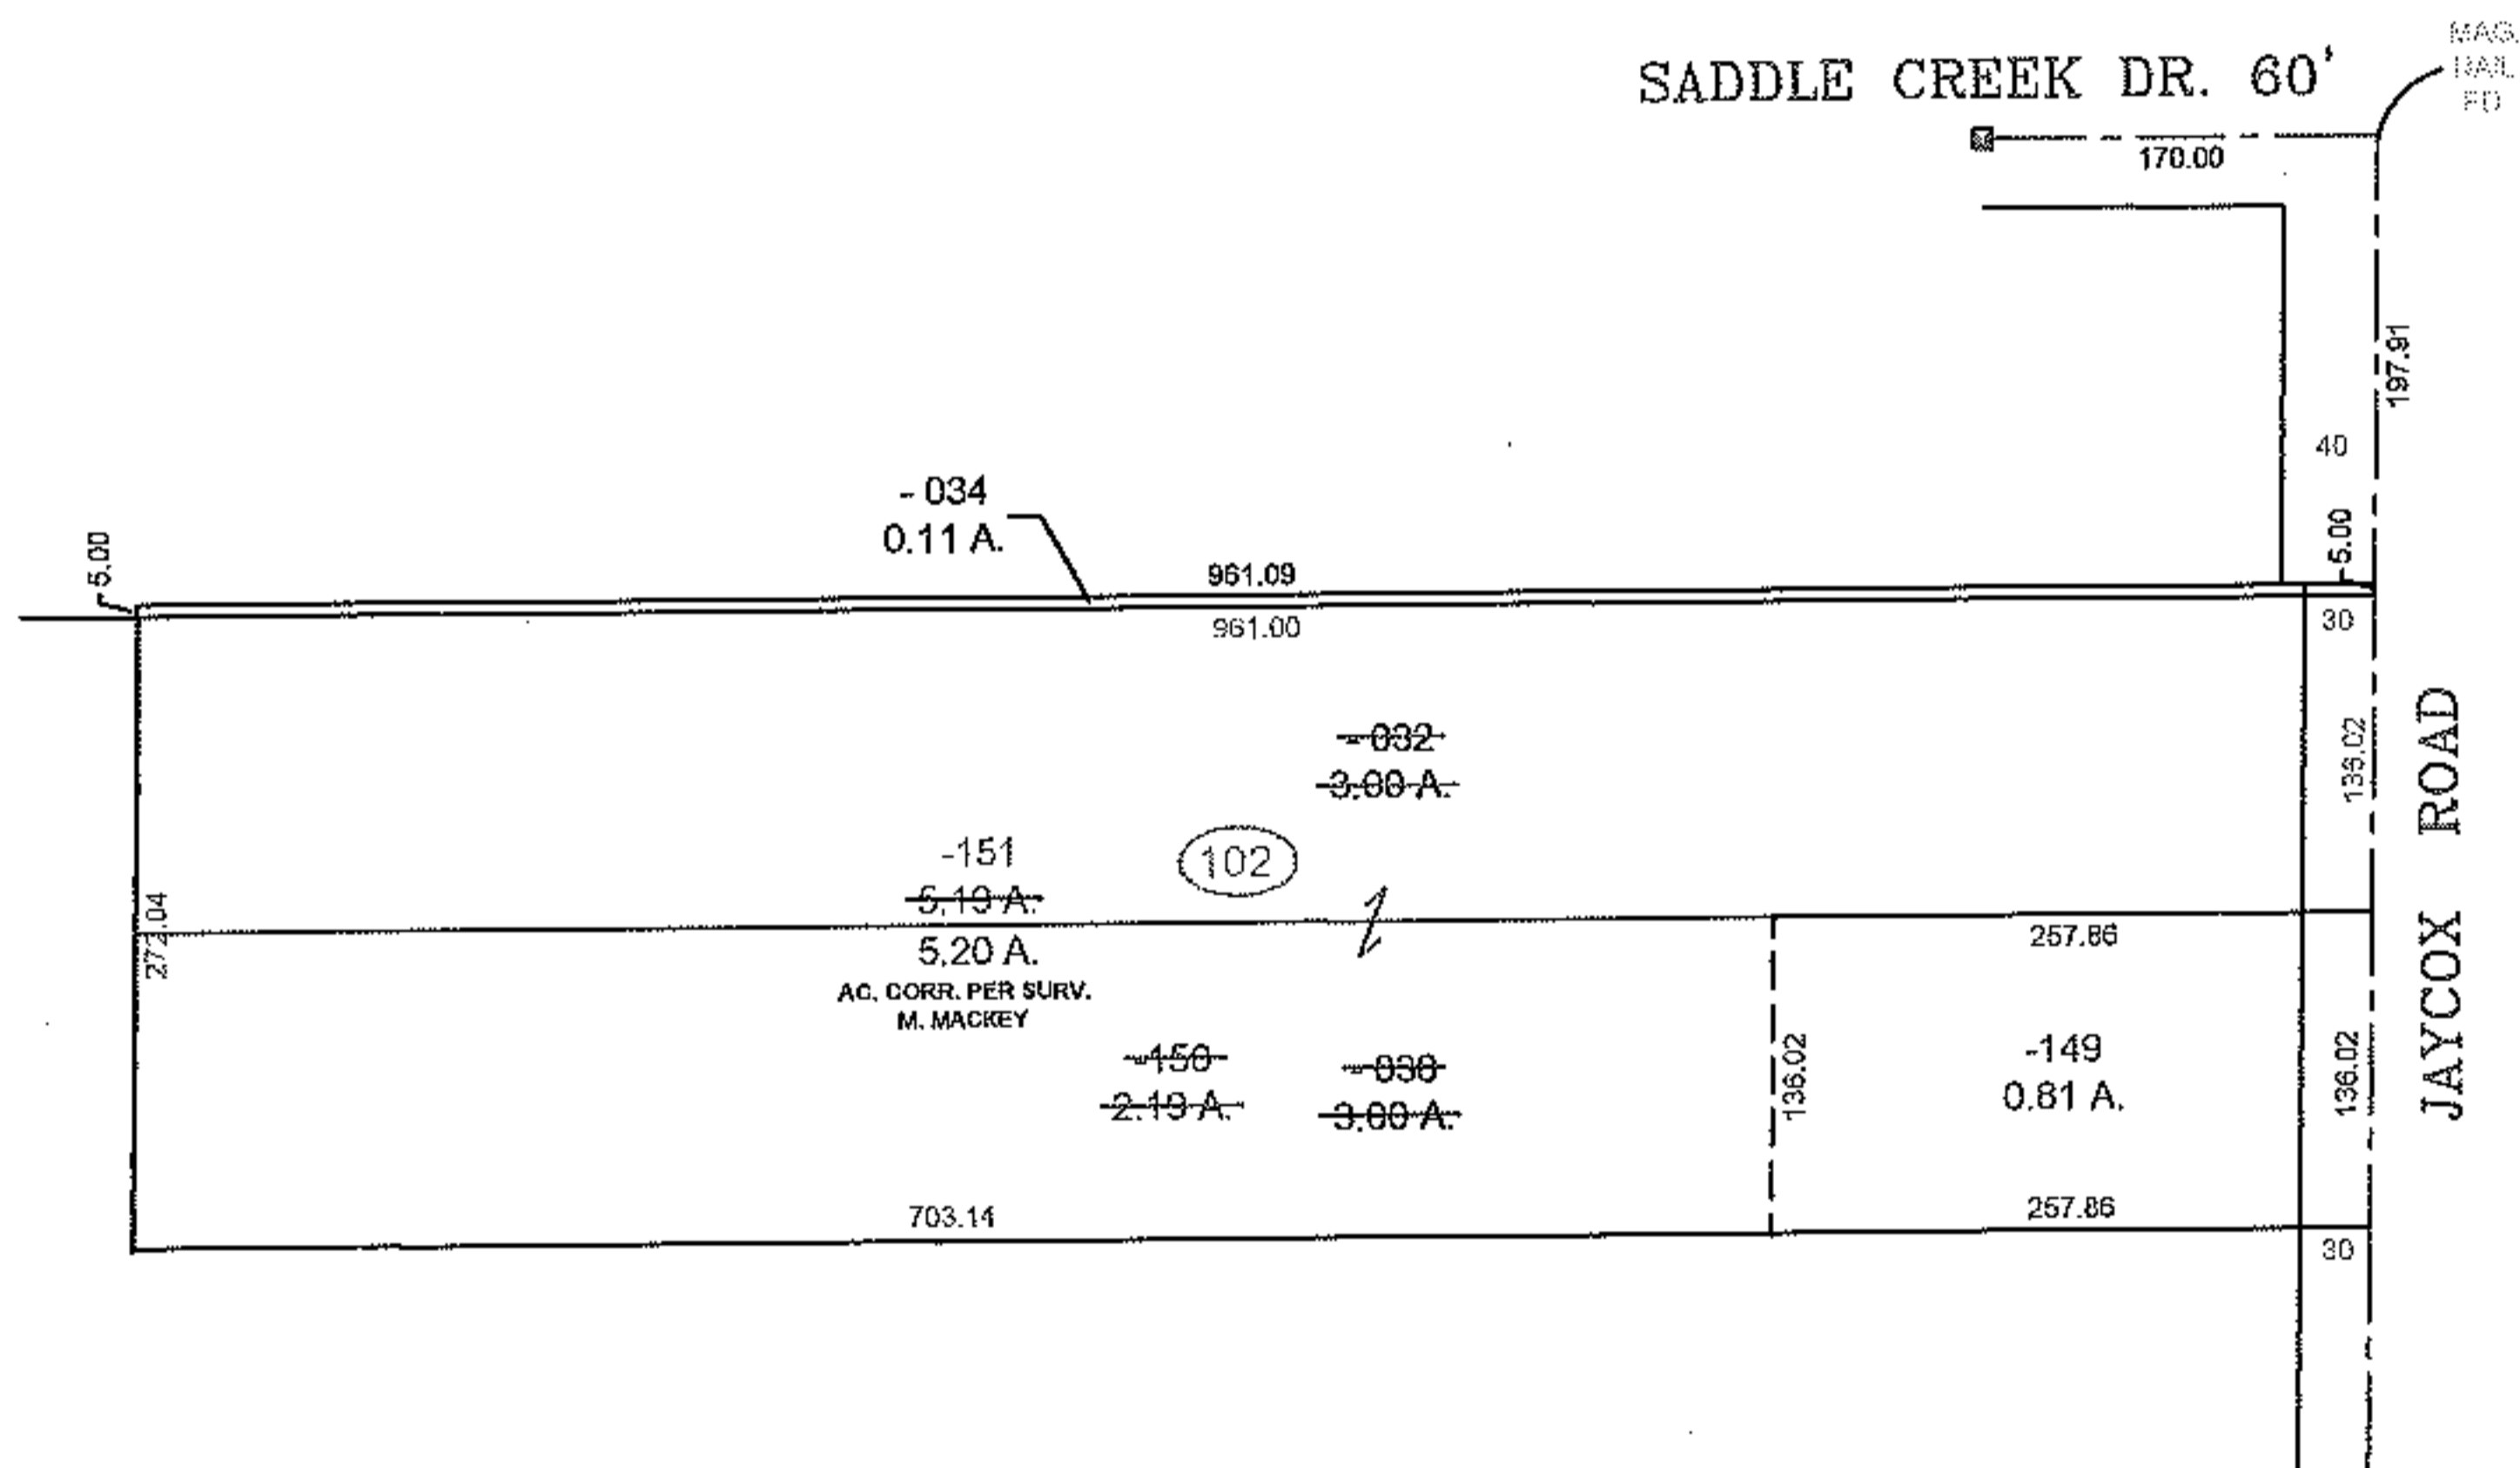 MAG.
NAIL
FD.
SADDLE CREEK DR. 60'
170.00
197.91
40
- 034
0.11 A.
5.00
5.00
961.09
961.00
30
- 032
3.00 A.
136.02
JAYCOX ROAD
-151
102
5.19 A.
272.04
5.20 A.
257.86
AC. CORR. PER SURV.
M. MACKEY
-150
2.19 A.
3.00 A.
136.02
-149
0.81 A.
136.02
703.14
257.86
30